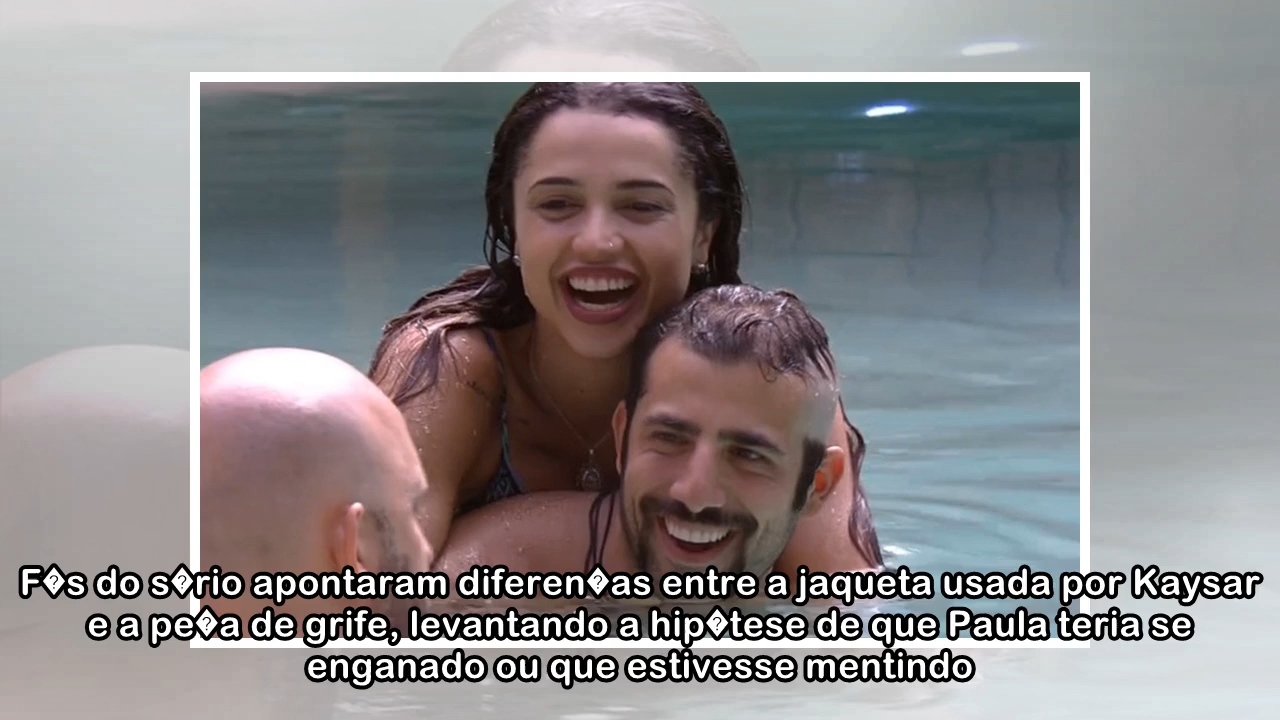 F�s do s�rio apontaram diferen�as entre a jaqueta usada por Kaysar
e a pe�a de grife, levantando a hip�tese de que Paula teria se
enganado ou que estivesse mentindo